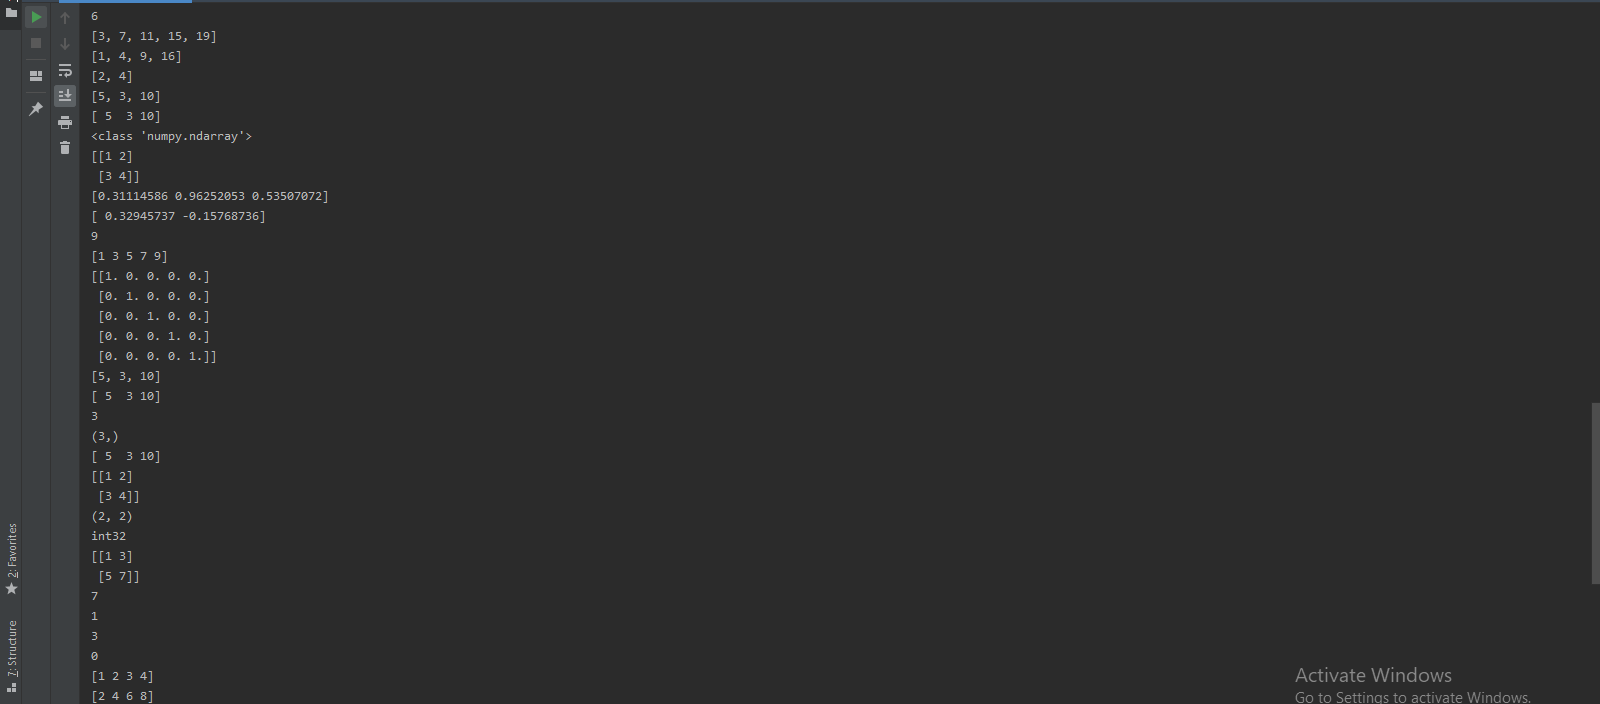 6
[3, 7, 11, 15, 19]
[1, 4, 9, 16]
[2, 4]
[5, 3, 10]
[ 5  3 10]
<class 'numpy.ndarray'>
[[1 2]
 [3 4]]
[0.31114586 0.96252053 0.53507072]
[ 0.32945737 -0.15768736]
9
[1 3 5 7 9]
[[1. 0. 0. 0. 0.]
 [0. 1. 0. 0. 0.]
 [0. 0. 1. 0. 0.]
 [0. 0. 0. 1. 0.]
 [0. 0. 0. 0. 1.]]
[5, 3, 10]
[ 5  3 10]
3
(3,)
[ 5  3 10]
[[1 2]
 [3 4]]
(2, 2)
int32
[[1 3]
 [5 7]]
7
1
3
0
[1 2 3 4]
[2 4 6 8]
2: Favorites
7: Structure
Activate Windows
Go to Settings to activate Windows.